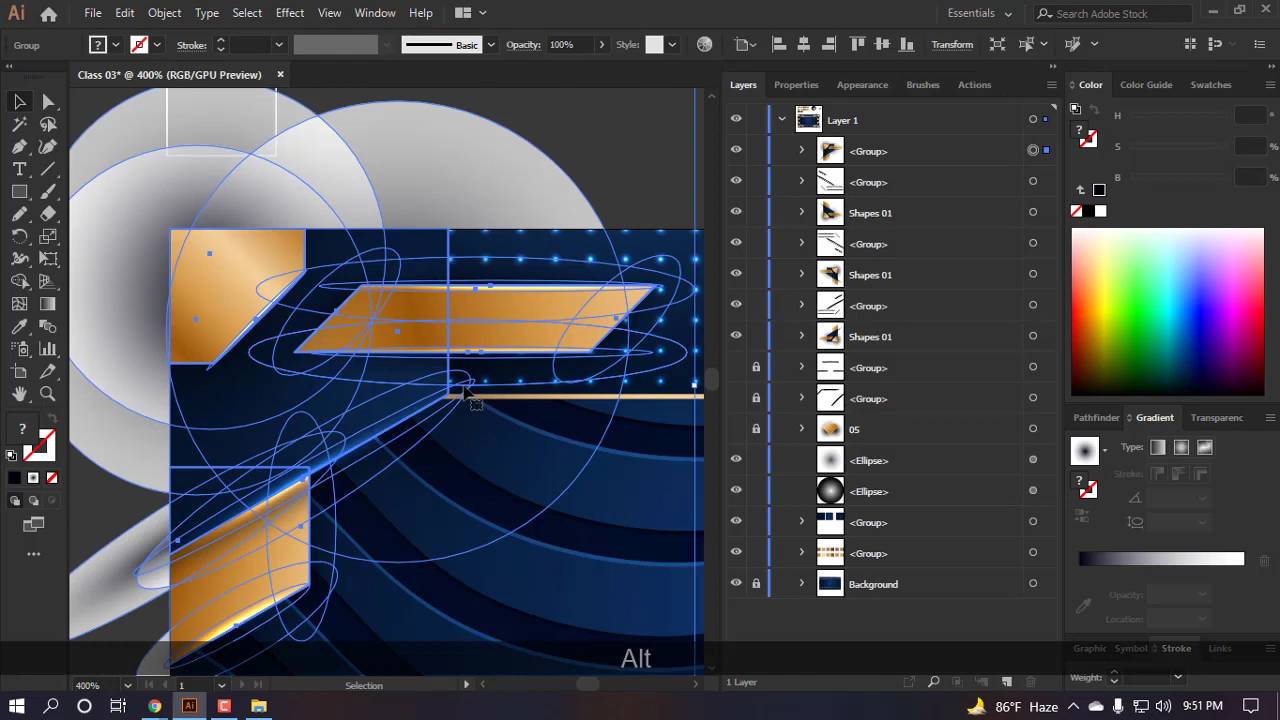 Ai File Edit Object Type Select Effect View Window Help Essentials Search Adobe Stock
Group ? Stroke: Basic Opacity: 100% Style: Transform
Class 03* @ 400% (RGB/GPU Preview) ×
Layers Properties Appearance Brushes Actions
Color Color Guide Swatches
Layer 1
<Group>
<Group>
Shapes 01
<Group>
Shapes 01
<Group>
Shapes 01
<Group>
<Group>
05
<Ellipse>
<Ellipse>
<Group>
<Group>
Background
? H
S %
B %
Pathfinder Gradient Transparency
Type:
Stroke:
?
Opacity:
Location:
Graphic Symbol Stroke Links
Weight:
?
Alt
400% 1 Selection
1 Layer
Ai 86°F Haze 9:51 PM